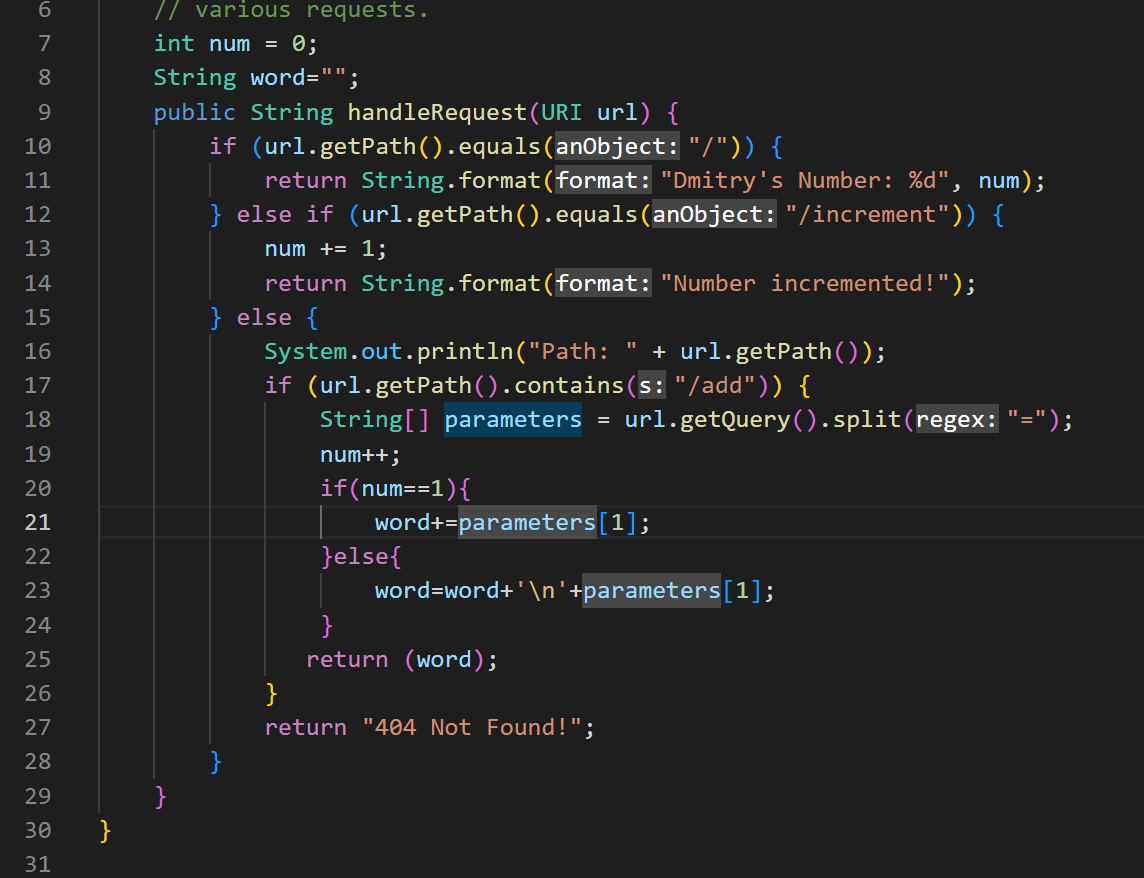 6 // various requests.
7 int num = 0;
8 String word="";
9 public String handleRequest(URI url) {
10 if (url.getPath().equals(anObject: "/")) {
11 return String.format(format: "Dmitry's Number: %d", num);
12 } else if (url.getPath().equals(anObject: "/increment")) {
13 num += 1;
14 return String.format(format: "Number incremented!");
15 } else {
16 System.out.println("Path: " + url.getPath());
17 if (url.getPath().contains(s: "/add")) {
18 String[] parameters = url.getQuery().split(regex: "=");
19 num++;
20 if(num==1){
21 word+=parameters[1];
22 }else{
23 word=word+'\n'+parameters[1];
24 }
25 return (word);
26 }
27 return "404 Not Found!";
28 }
29 }
30 }
31